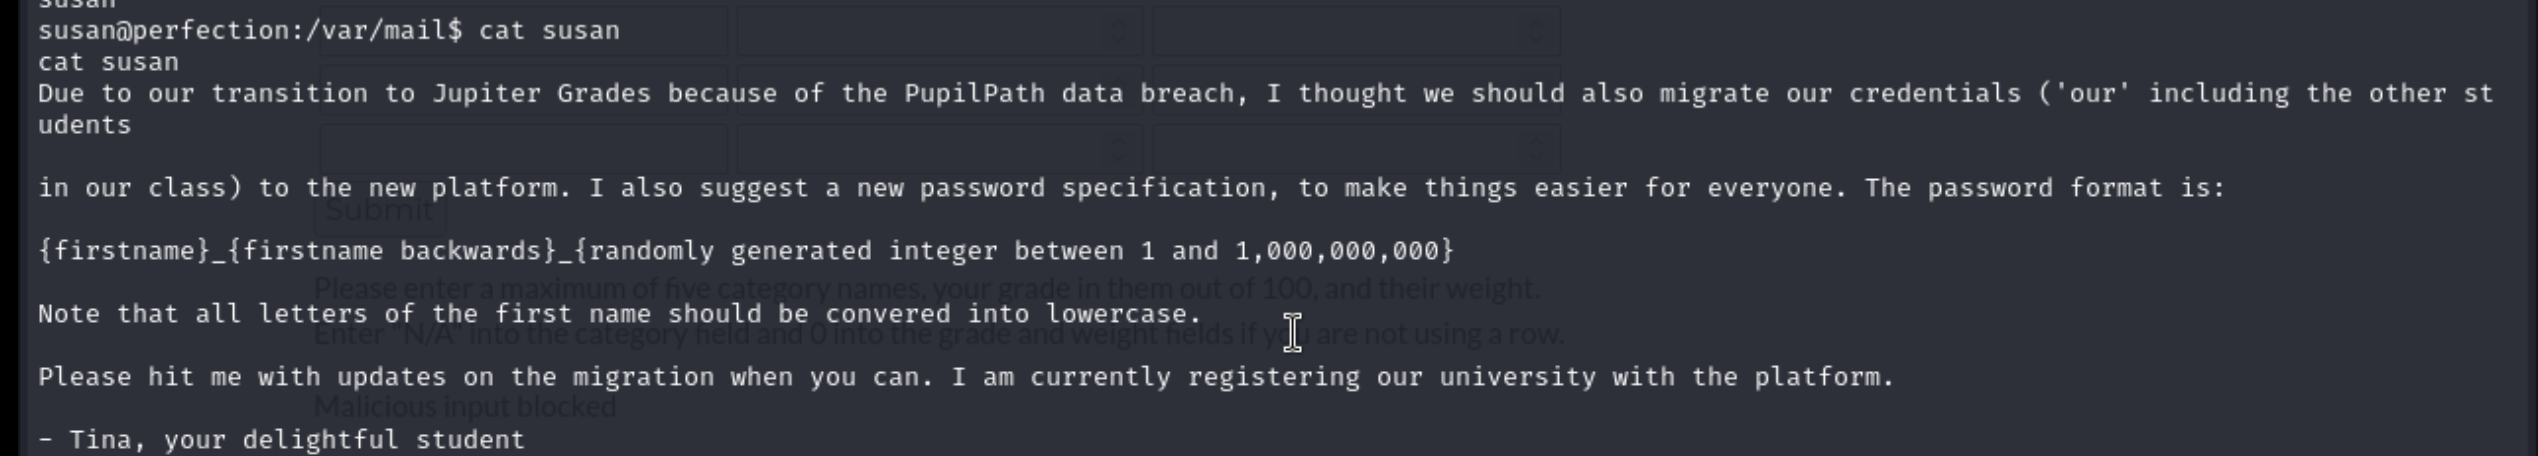 susan
susan@perfection:/var/mail$ cat susan
cat susan
Due to our transition to Jupiter Grades because of the PupilPath data breach, I thought we should also migrate our credentials ('our' including the other st
udents
in our class) to the new platform. I also suggest a new password specification, to make things easier for everyone. The password format is:
Submit
{firstname}_{firstname backwards}_{randomly generated integer between 1 and 1,000,000,000}
Please enter a maximum of five category names, your grade in them out of 100, and their weight.
Note that all letters of the first name should be convered into lowercase.
Enter "N/A" into the category field and 0 into the grade and weight fields if you are not using a row.
Please hit me with updates on the migration when you can. I am currently registering our university with the platform.
Malicious input blocked
- Tina, your delightful student